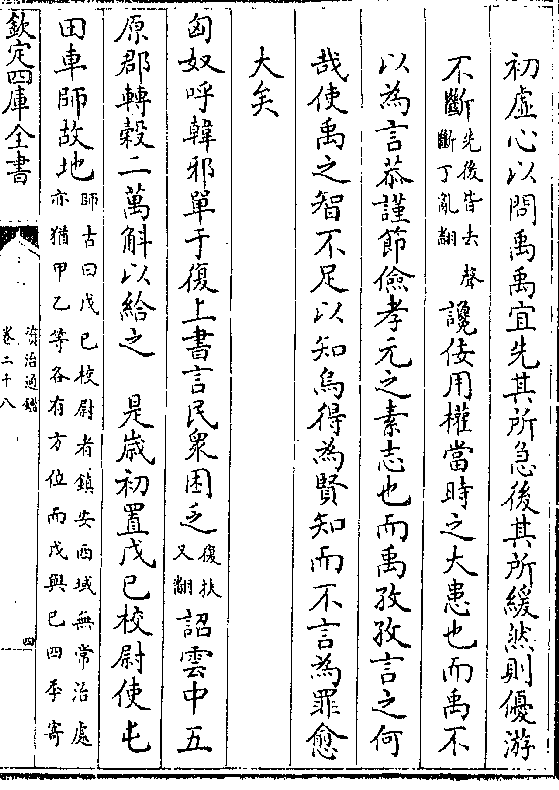 初虛心以問禹禹宜先其所急後其所緩然則優游
不斷先後皆去聲斷丁亂翻讒佞用權當時之大患也而禹不
以為言恭謹節儉孝元之素志也而禹孜孜言之何
哉使禹之智不足以知烏得為賢知而不言為罪愈
大矣
匈奴呼韓邪單于復上書言民衆困乏復扶又翻詔雲中五
原郡轉穀二萬斛以給之 是歲初置戊已校尉使屯
田車師故地師古曰戊已校尉者鎮安西域無常治處亦猶甲乙等各有方位而戊與已四季寄
欽定四庫全書
資治通鑑
卷二十八
四